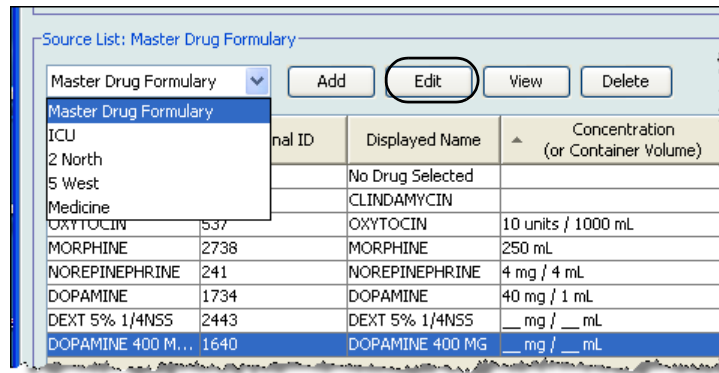 Source List: Master Drug Formulary
Master Drug Formulary Add Edit View Delete
Master Drug Formulary
ICU
2 North
5 West
Medicine
nal ID Displayed Name Concentration
(or Container Volume)
No Drug Selected
CLINDAMYCIN
OXYTOCIN 537 OXYTOCIN 10 units / 1000 mL
MORPHINE 2738 MORPHINE 250 mL
NOREPINEPHRINE 241 NOREPINEPHRINE 4 mg / 4 mL
DOPAMINE 1734 DOPAMINE 40 mg / 1 mL
DEXT 5% 1/4NSS 2443 DEXT 5% 1/4NSS __ mg / __ mL
DOPAMINE 400 M... 1640 DOPAMINE 400 MG __ mg / __ mL